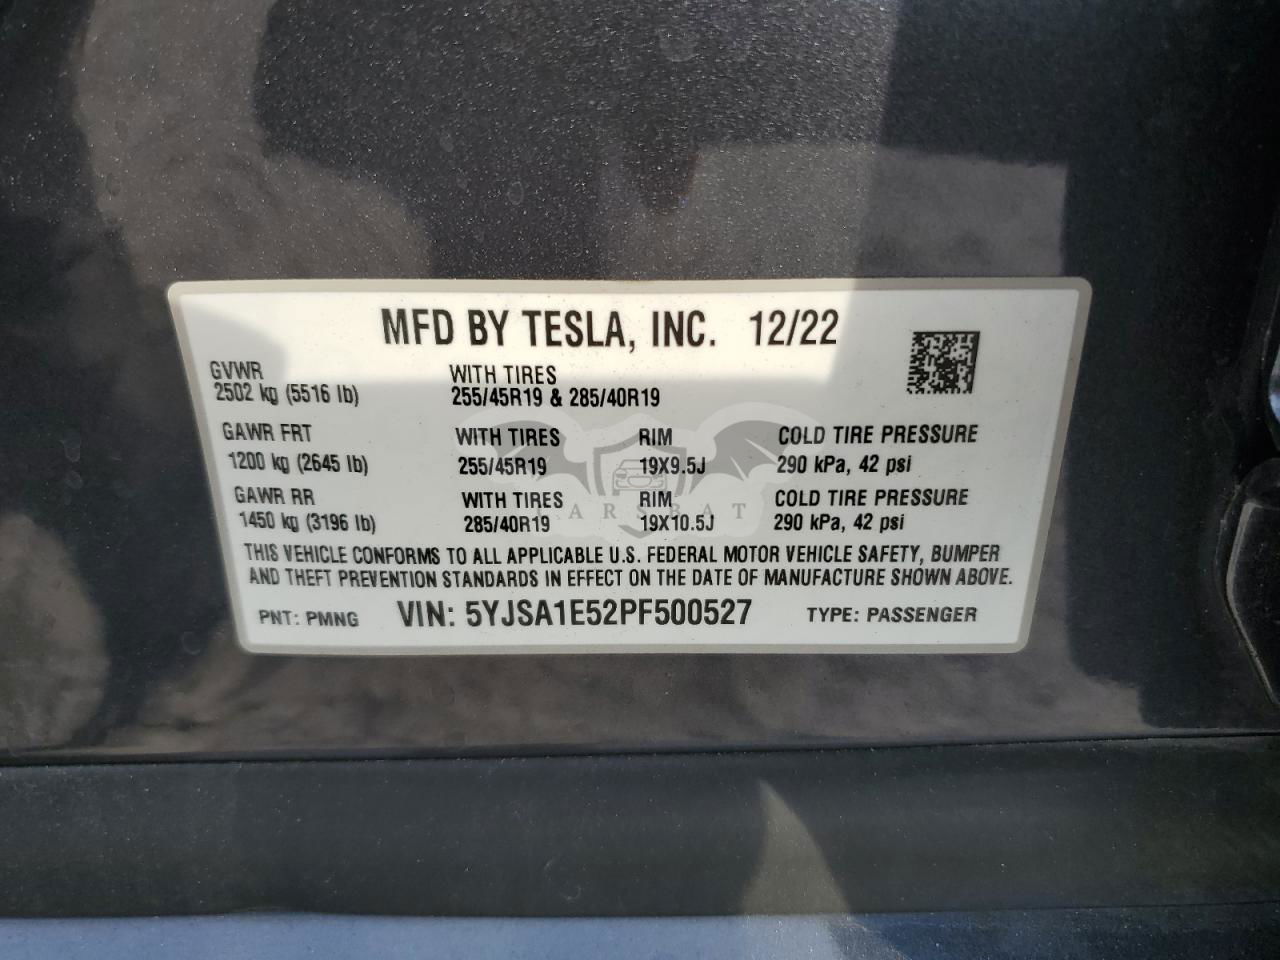 MFD BY TESLA, INC. 12/22
GVWR
2502 kg (5516 lb)
WITH TIRES
255/45R19 & 285/40R19
GAWR FRT WITH TIRES RIM COLD TIRE PRESSURE
1200 kg (2645 lb) 255/45R19 19X9.5J 290 kPa, 42 psi
GAWR RR WITH TIRES RIM COLD TIRE PRESSURE
1450 kg (3196 lb) 285/40R19 19X10.5J 290 kPa, 42 psi
CARSBAT
THIS VEHICLE CONFORMS TO ALL APPLICABLE U.S. FEDERAL MOTOR VEHICLE SAFETY, BUMPER
AND THEFT PREVENTION STANDARDS IN EFFECT ON THE DATE OF MANUFACTURE SHOWN ABOVE.
PNT: PMNG VIN: 5YJSA1E52PF500527 TYPE: PASSENGER